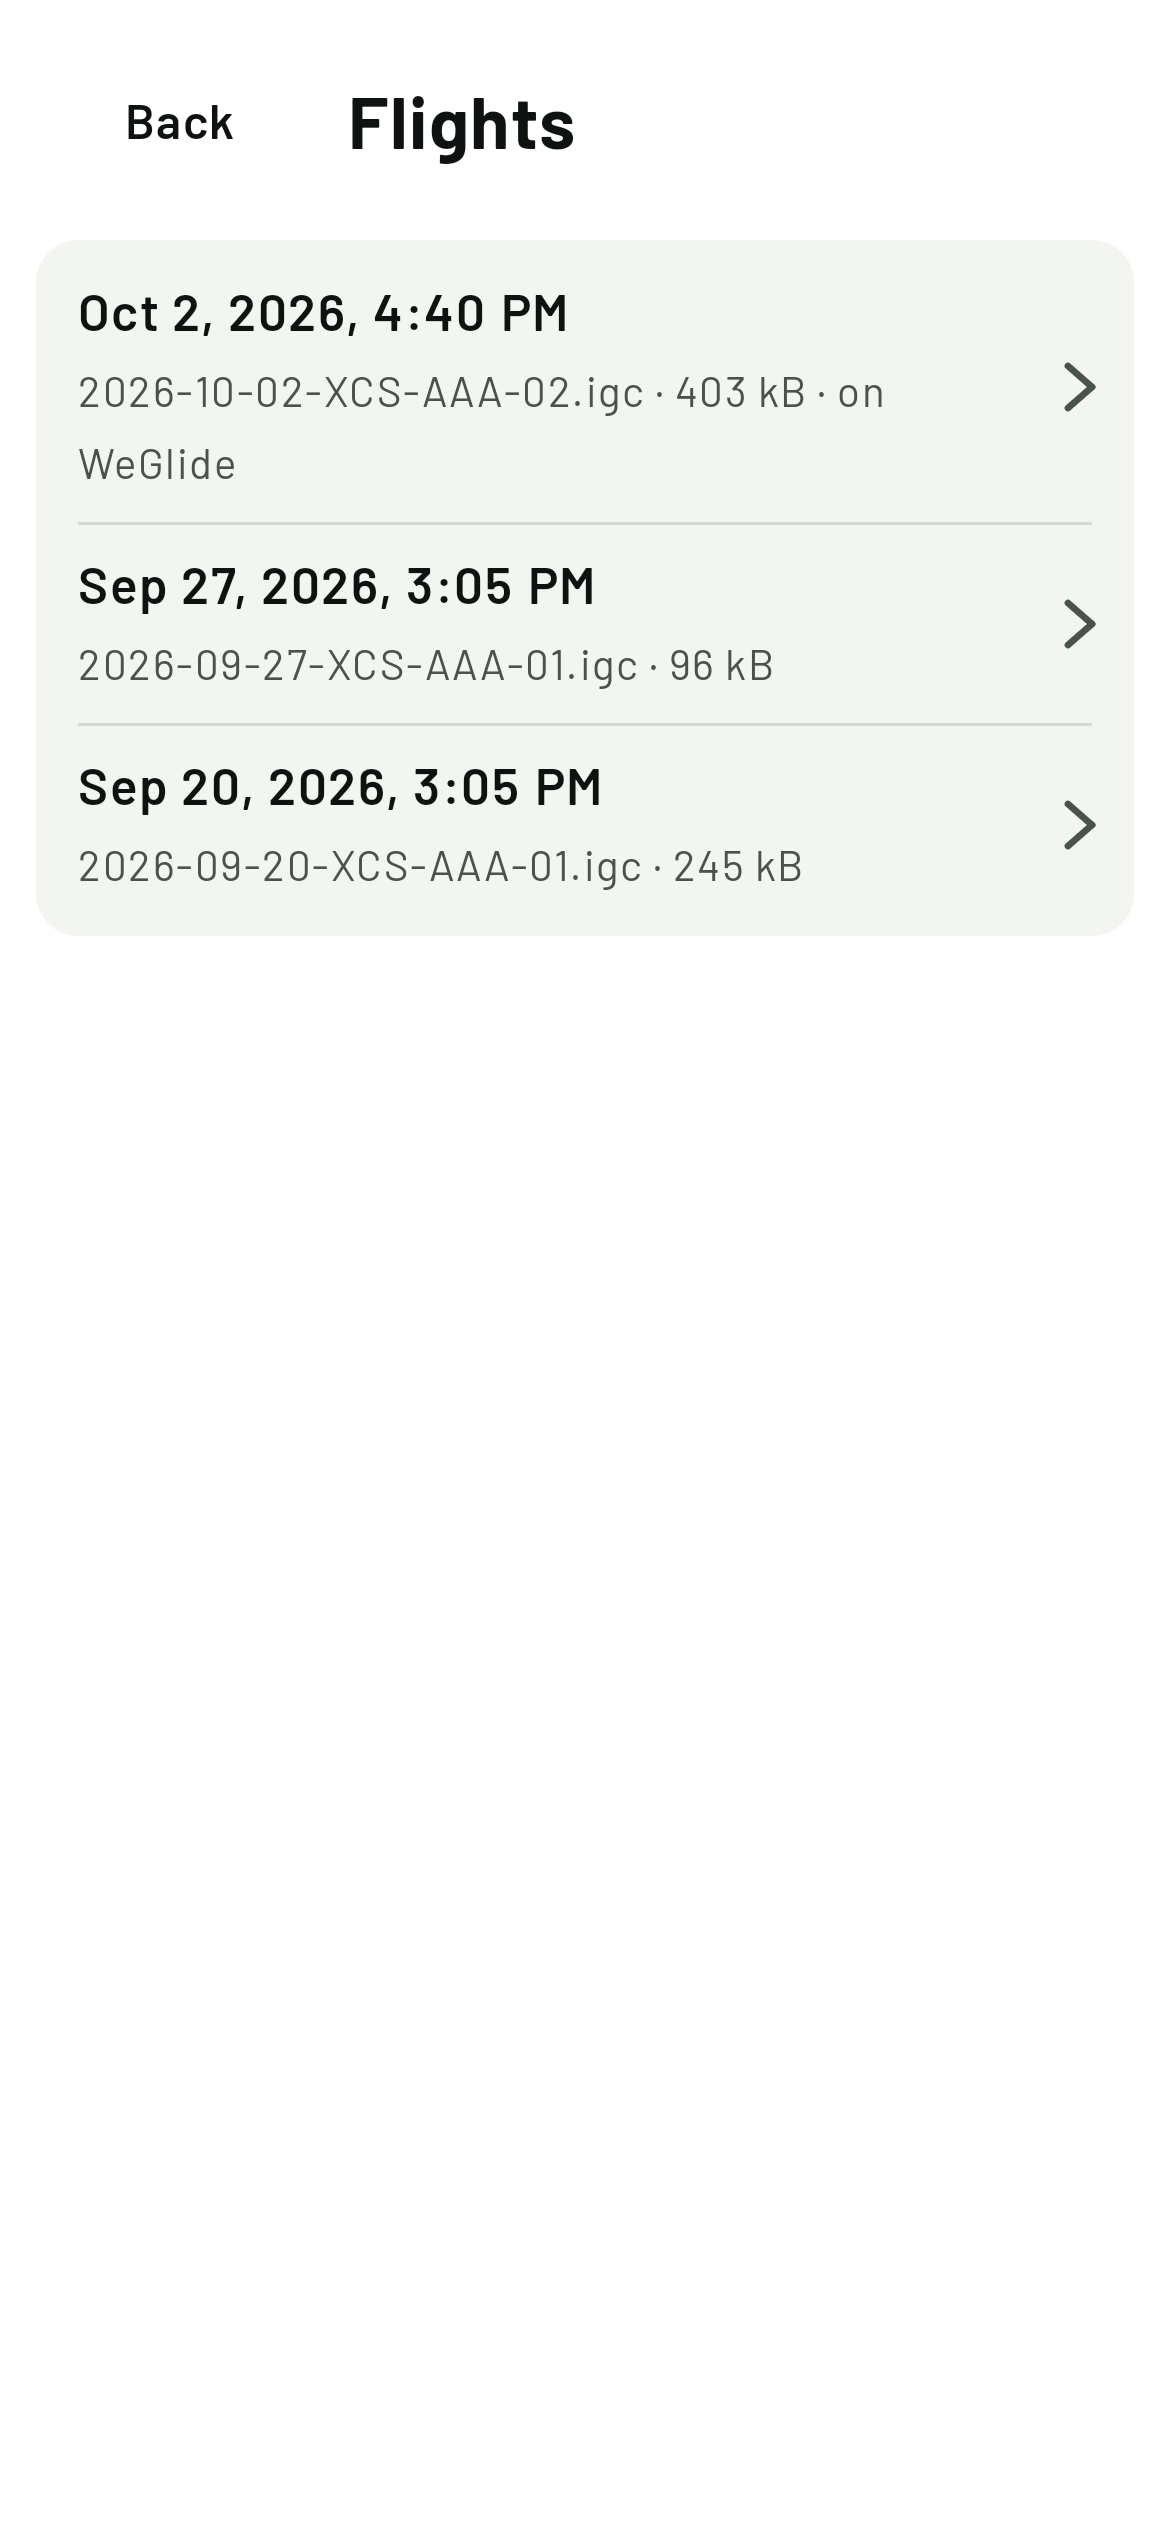 Back
Flights
Oct 2, 2026, 4:40 PM
2026-10-02-XCS-AAA-02.igc · 403 kB · on
WeGlide
Sep 27, 2026, 3:05 PM
2026-09-27-XCS-AAA-01.igc · 96 kB
Sep 20, 2026, 3:05 PM
2026-09-20-XCS-AAA-01.igc · 245 kB